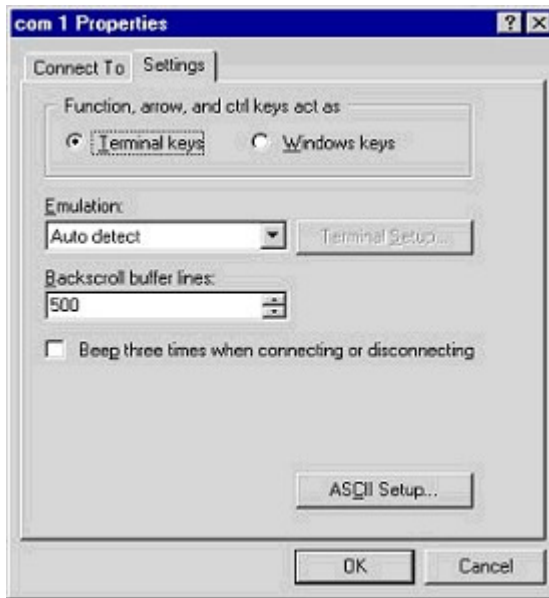 com 1 Properties
Connect To Settings
Function, arrow, and ctrl keys act as
Terminal keys Windows keys
Emulation:
Auto detect Terminal Setup...
Backscroll buffer lines:
500
Beep three times when connecting or disconnecting
ASCII Setup...
OK Cancel